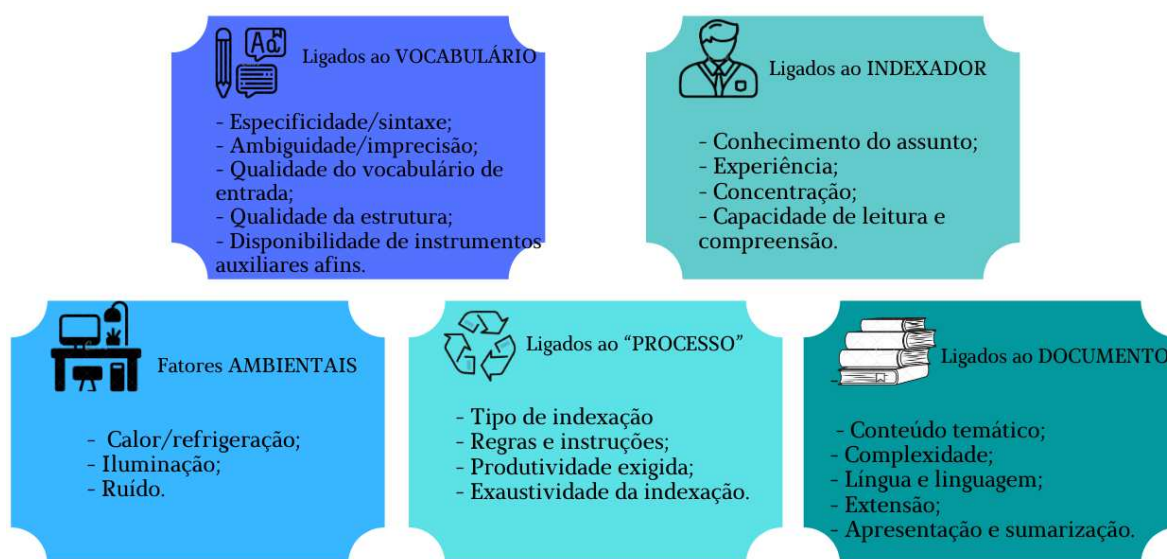 Ad
Ligados ao VOCABULÁRIO
- Especificidade/sintaxe;
- Ambiguidade/imprecisão;
- Qualidade do vocabulário de
entrada;
- Qualidade da estrutura;
- Disponibilidade de instrumentos
auxiliares afins.
Ligados ao INDEXADOR
- Conhecimento do assunto;
- Experiência;
- Concentração;
- Capacidade de leitura e
compreensão.
Fatores AMBIENTAIS
- Calor/refrigeração;
- Iluminação;
- Ruído.
Ligados ao “PROCESSO”
- Tipo de indexação
- Regras e instruções;
- Produtividade exigida;
- Exaustividade da indexação.
Ligados ao DOCUMENTO
-
- Conteúdo temático;
- Complexidade;
- Língua e linguagem;
- Extensão;
- Apresentação e sumarização.